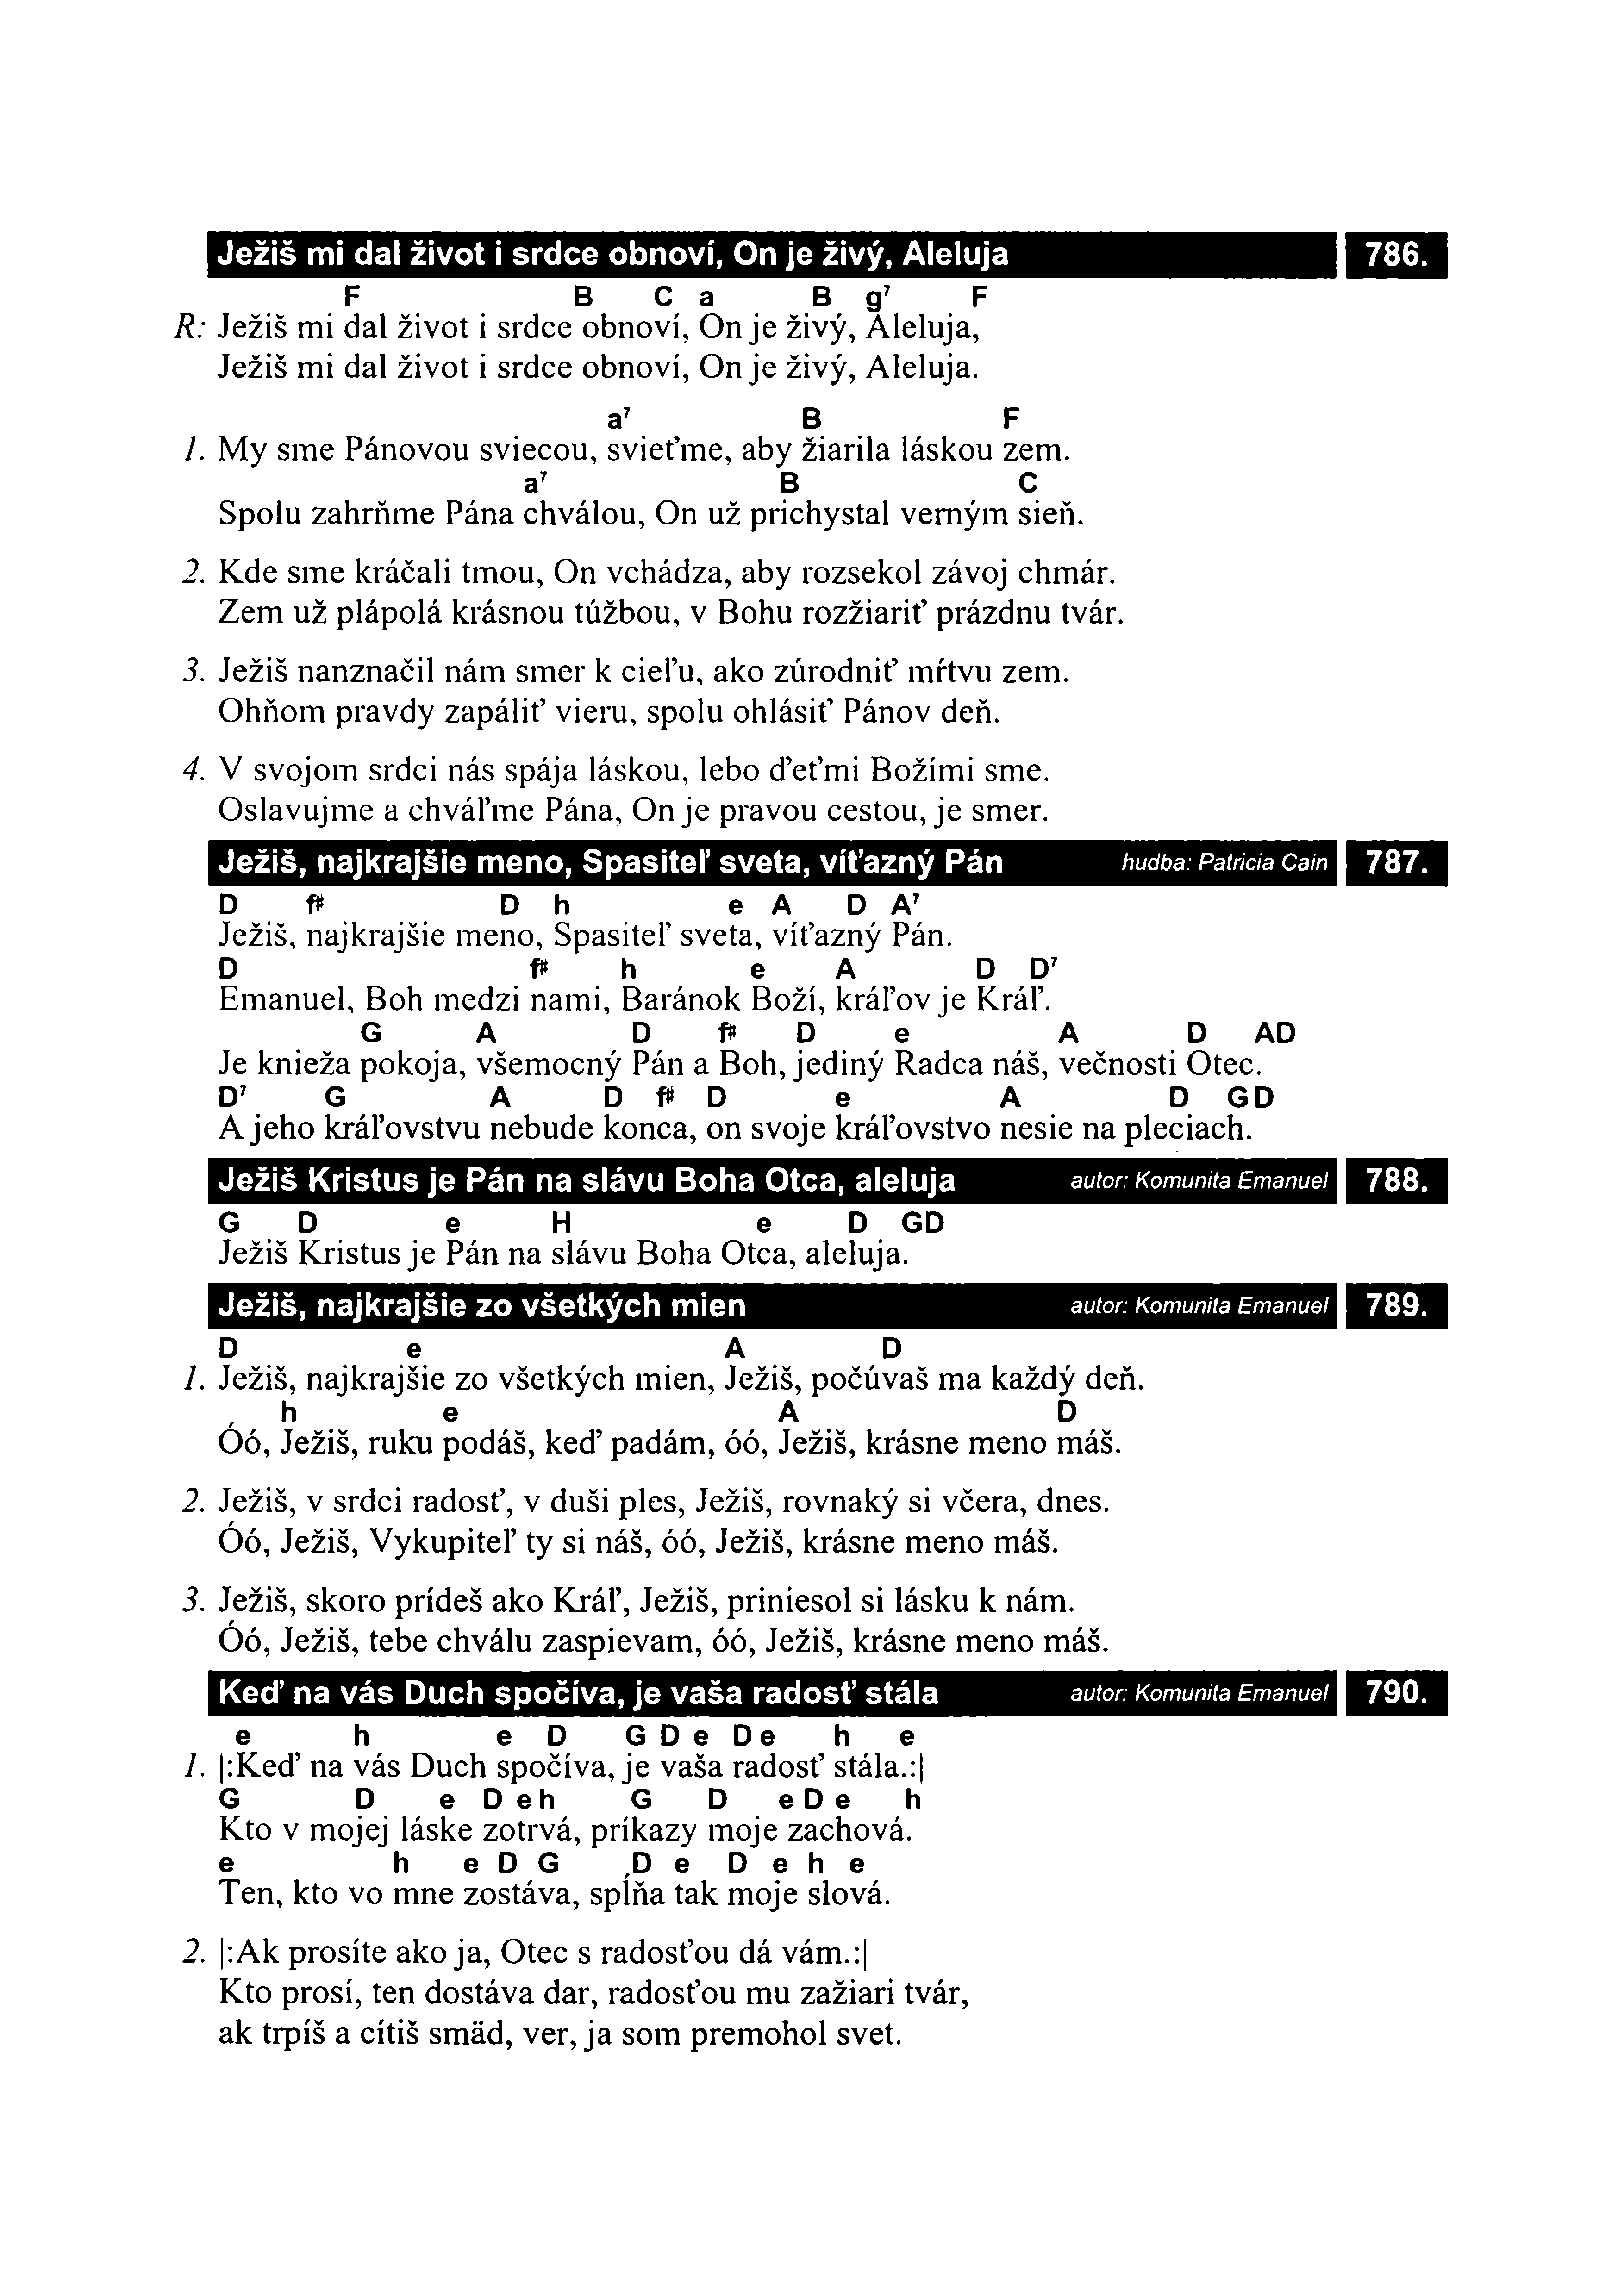 Ježiš mi dal život i srdce obnoví, On je živý, Aleluja 786.
F B C a B g⁷ F
R: Ježiš mi dal život i srdce obnoví, On je živý, Aleluja,
Ježiš mi dal život i srdce obnoví, On je živý, Aleluja.
a⁷ B F
1. My sme Pánovou sviecou, svieťme, aby žiarila láskou zem.
a⁷ B C
Spolu zahrňme Pána chválou, On už prichystal verným sieň.
2. Kde sme kráčali tmou, On vchádza, aby rozsekol závoj chmár.
Zem už plápolá krásnou túžbou, v Bohu rozžiariť prázdnu tvár.
3. Ježiš nanznačil nám smer k cieľu, ako zúrodniť mŕtvu zem.
Ohňom pravdy zapáliť vieru, spolu ohlásiť Pánov deň.
4. V svojom srdci nás spája láskou, lebo ďeťmi Božími sme.
Oslavujme a chváľme Pána, On je pravou cestou, je smer.
Ježiš, najkrajšie meno, Spasiteľ sveta, víťazný Pán hudba: Patricia Cain 787.
D f# D h e A D A⁷
Ježiš, najkrajšie meno, Spasiteľ sveta, víťazný Pán.
D f# h e A D D⁷
Emanuel, Boh medzi nami, Baránok Boží, kráľov je Kráľ.
G A D f# D e A D AD
Je knieža pokoja, všemocný Pán a Boh, jediný Radca náš, večnosti Otec.
D⁷ G A D f# D e A D GD
A jeho kráľovstvu nebude konca, on svoje kráľovstvo nesie na pleciach.
Ježiš Kristus je Pán na slávu Boha Otca, aleluja autor: Komunita Emanuel 788.
G D e H e D GD
Ježiš Kristus je Pán na slávu Boha Otca, aleluja.
Ježiš, najkrajšie zo všetkých mien autor: Komunita Emanuel 789.
D e A D
1. Ježiš, najkrajšie zo všetkých mien, Ježiš, počúvaš ma každý deň.
h e A D
Óó, Ježiš, ruku podáš, keď padám, óó, Ježiš, krásne meno máš.
2. Ježiš, v srdci radosť, v duši ples, Ježiš, rovnaký si včera, dnes.
Óó, Ježiš, Vykupiteľ ty si náš, óó, Ježiš, krásne meno máš.
3. Ježiš, skoro prídeš ako Kráľ, Ježiš, priniesol si lásku k nám.
Óó, Ježiš, tebe chválu zaspievam, óó, Ježiš, krásne meno máš.
Keď na vás Duch spočíva, je vaša radosť stála autor: Komunita Emanuel 790.
e h e D G D e D e h e
1. |:Keď na vás Duch spočíva, je vaša radosť stála.:|
G D e D e h G D e D e h
Kto v mojej láske zotrvá, príkazy moje zachová.
e h e D G D e D e h e
Ten, kto vo mne zostáva, spĺňa tak moje slová.
2. |:Ak prosíte ako ja, Otec s radosťou dá vám.:|
Kto prosí, ten dostáva dar, radosťou mu zažiari tvár,
ak trpíš a cítiš smäd, ver, ja som premohol svet.